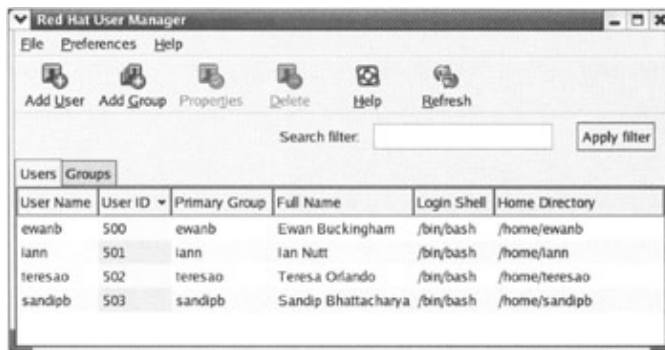 Red Hat User Manager
File Preferences Help
Add User Add Group Properties Delete Help Refresh
Search filter: Apply filter
Users Groups
User Name User ID Primary Group Full Name Login Shell Home Directory
ewanb 500 ewanb Ewan Buckingham /bin/bash /home/ewanb
iann 501 iann Ian Nutt /bin/bash /home/iann
teresao 502 teresao Teresa Orlando /bin/bash /home/teresao
sandipb 503 sandipb Sandip Bhattacharya /bin/bash /home/sandipb